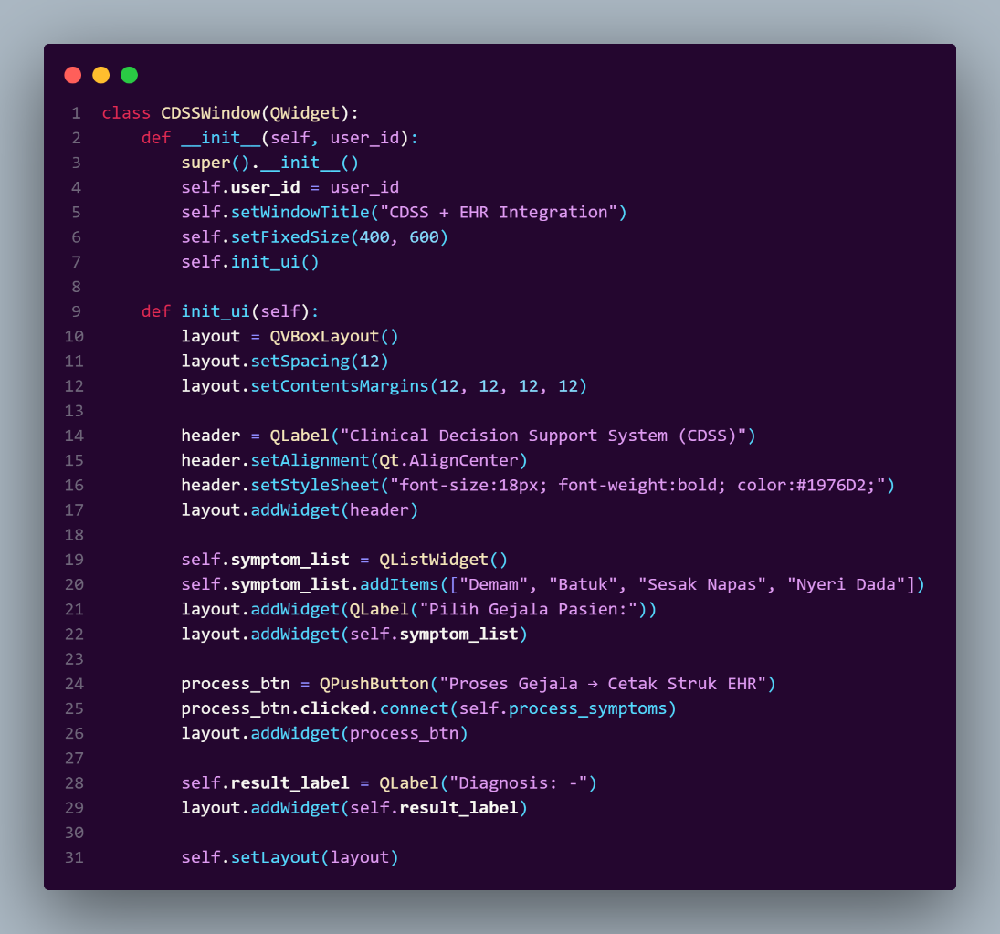 1 class CDSSWindow(QWidget):
2     def __init__(self, user_id):
3         super().__init__()
4         self.user_id = user_id
5         self.setWindowTitle("CDSS + EHR Integration")
6         self.setFixedSize(400, 600)
7         self.init_ui()
8
9     def init_ui(self):
10         layout = QVBoxLayout()
11         layout.setSpacing(12)
12         layout.setContentsMargins(12, 12, 12, 12)
13
14         header = QLabel("Clinical Decision Support System (CDSS)")
15         header.setAlignment(Qt.AlignCenter)
16         header.setStyleSheet("font-size:18px; font-weight:bold; color:#1976D2;")
17         layout.addWidget(header)
18
19         self.symptom_list = QListWidget()
20         self.symptom_list.addItems(["Demam", "Batuk", "Sesak Napas", "Nyeri Dada"])
21         layout.addWidget(QLabel("Pilih Gejala Pasien:"))
22         layout.addWidget(self.symptom_list)
23
24         process_btn = QPushButton("Proses Gejala → Cetak Struk EHR")
25         process_btn.clicked.connect(self.process_symptoms)
26         layout.addWidget(process_btn)
27
28         self.result_label = QLabel("Diagnosis: -")
29         layout.addWidget(self.result_label)
30
31         self.setLayout(layout)